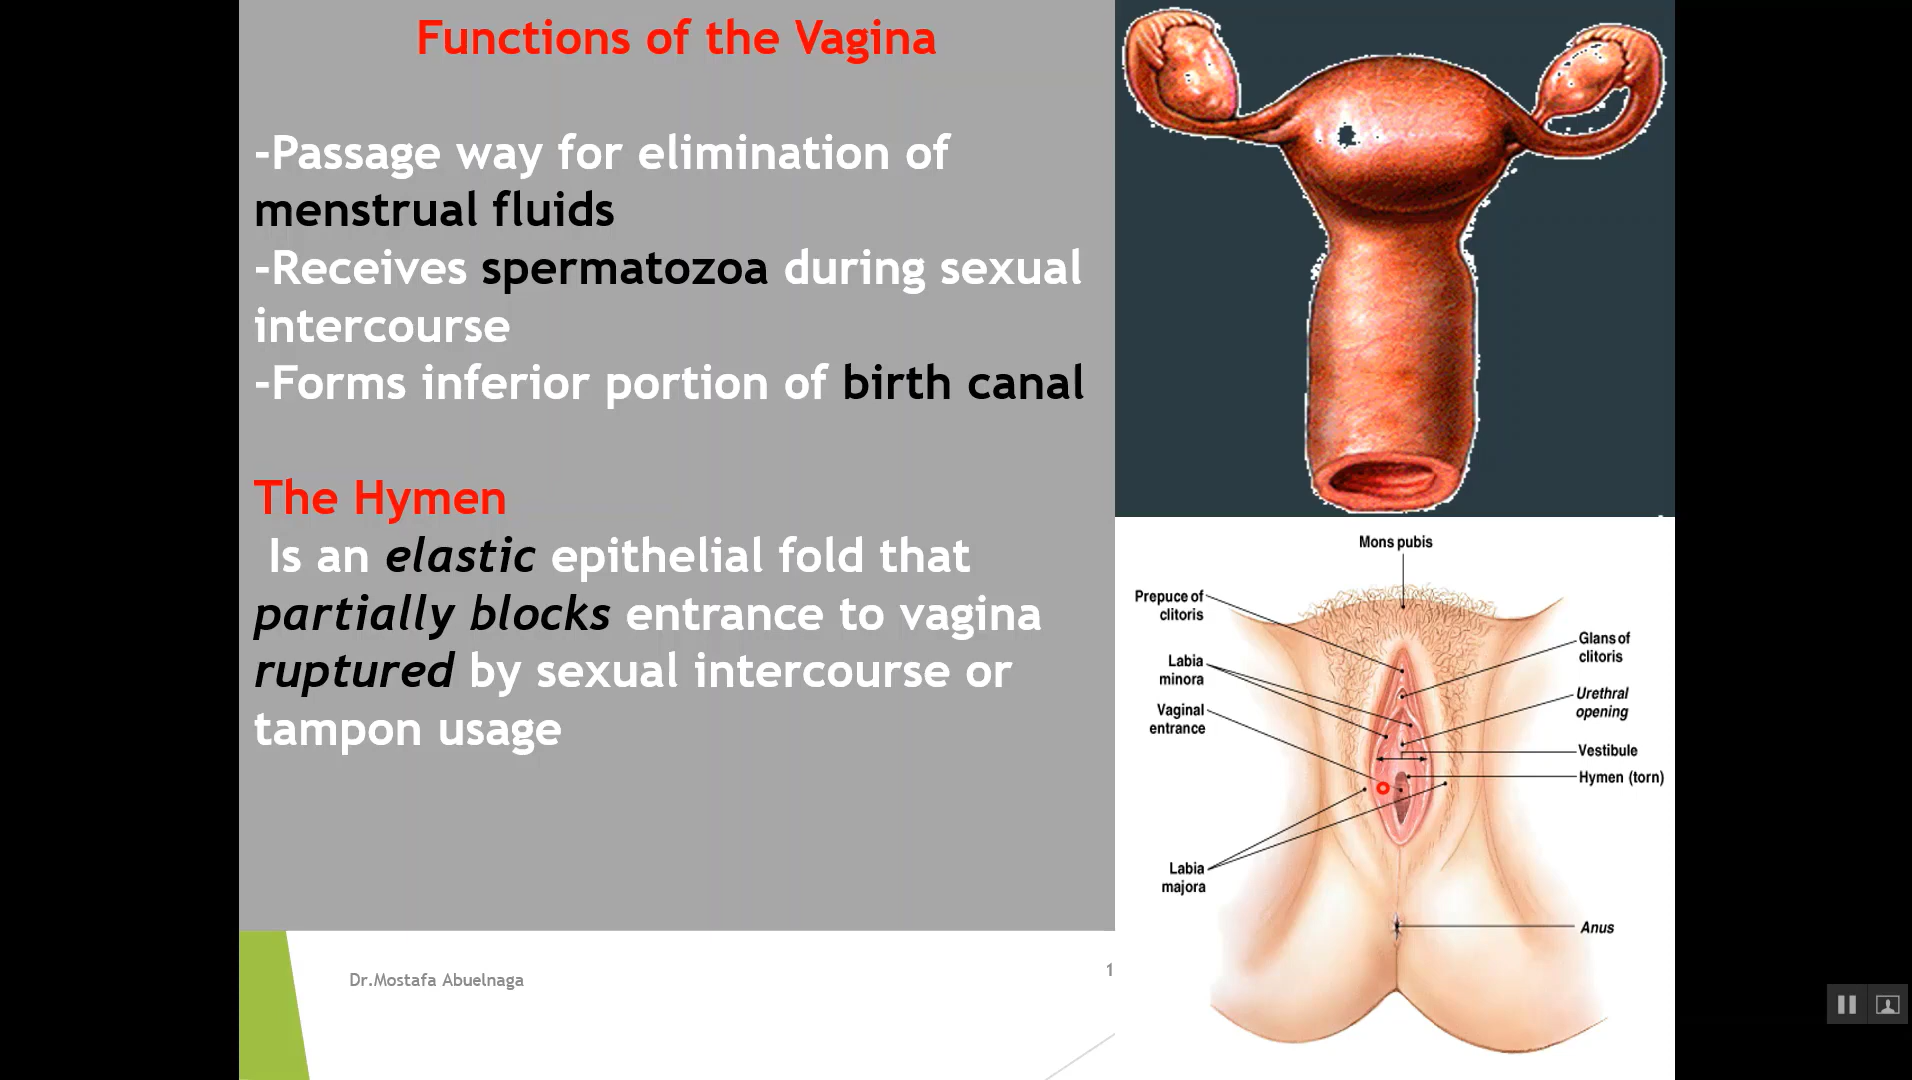 Functions of the Vagina
-Passage way for elimination of
menstrual fluids
-Receives spermatozoa during sexual
intercourse
-Forms inferior portion of birth canal
The Hymen
Is an elastic epithelial fold that
partially blocks entrance to vagina
ruptured by sexual intercourse or
tampon usage
Dr.Mostafa Abuelnaga
1
Mons pubis
Prepuce of
clitoris
Glans of
clitoris
Labia
minora
Urethral
opening
Vaginal
entrance
Vestibule
Hymen (torn)
Labia
majora
Anus